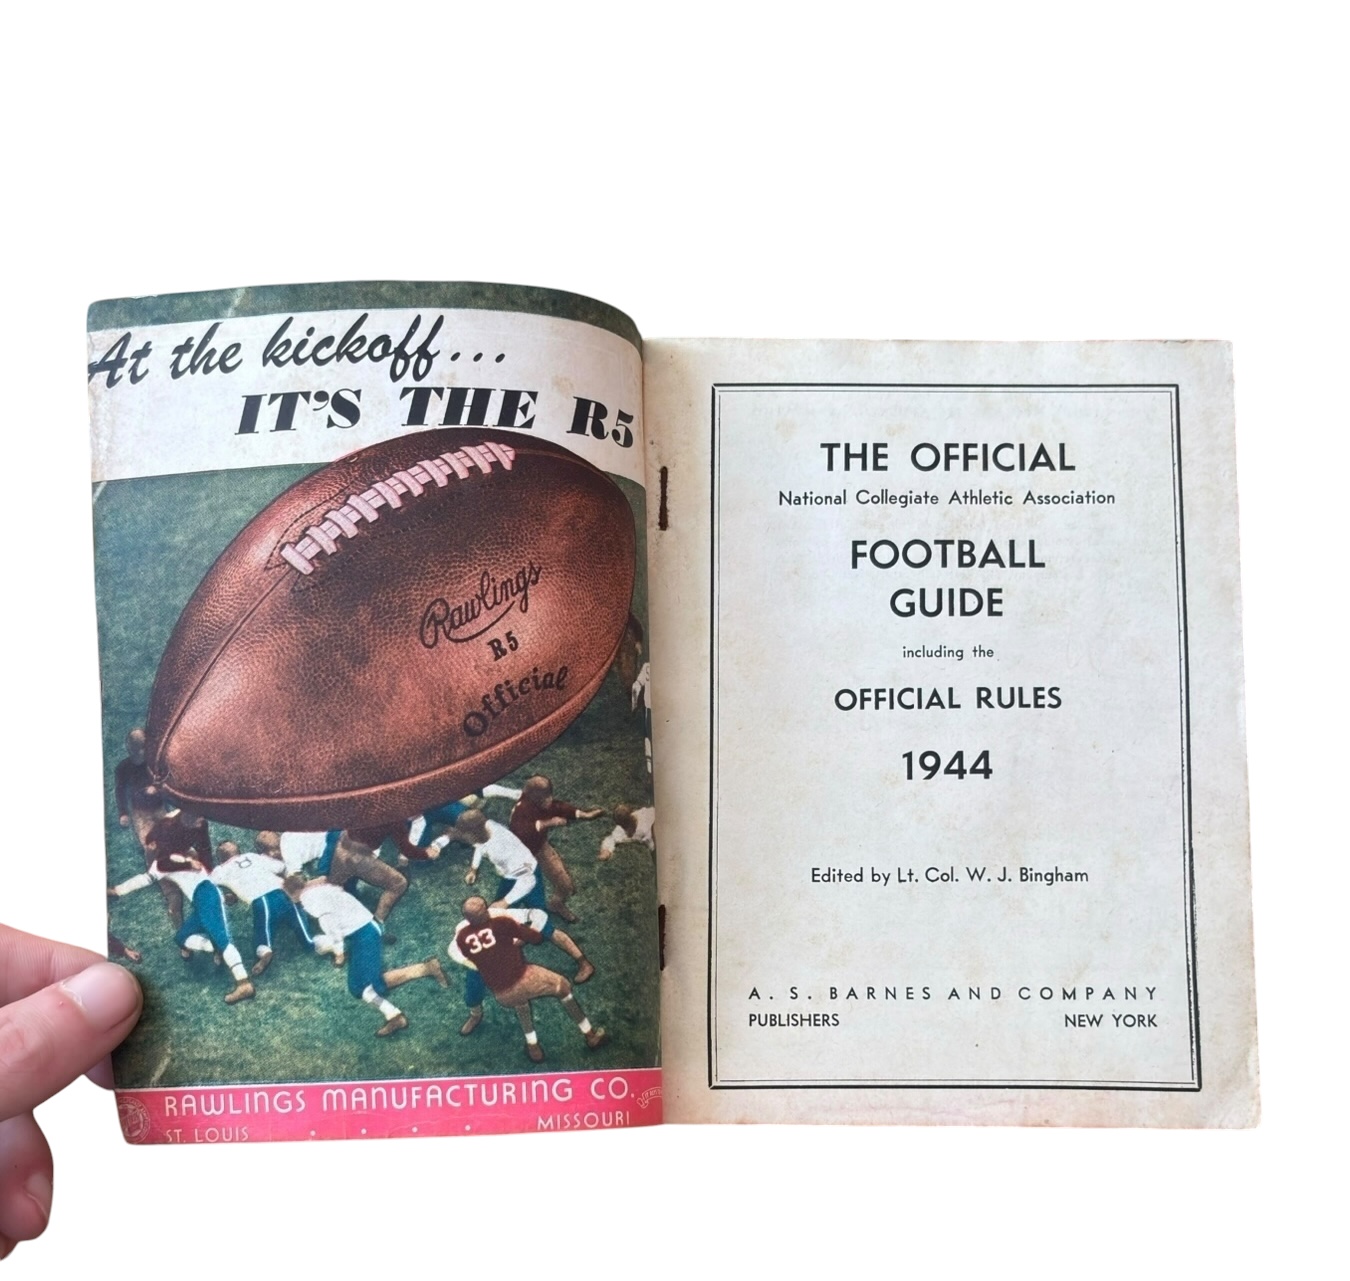 At the kickoff...
IT'S THE R5
Rawlings
R5
Official
33
RAWLINGS MANUFACTURING CO.
ST. LOUIS . . . . MISSOURI
THE OFFICIAL
National Collegiate Athletic Association
FOOTBALL
GUIDE
including the
OFFICIAL RULES
1944
Edited by Lt. Col. W. J. Bingham
A. S. BARNES AND COMPANY
PUBLISHERS NEW YORK